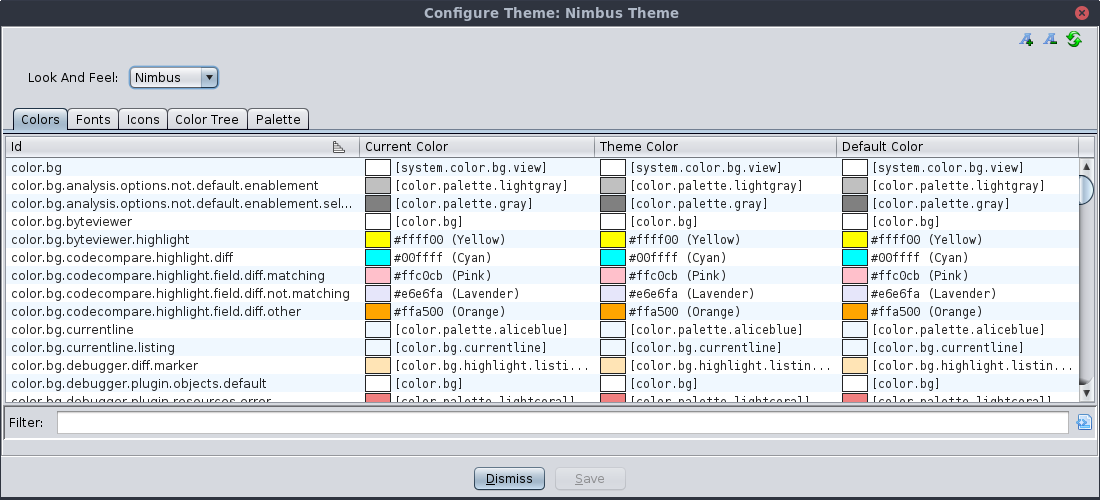 Configure Theme: Nimbus Theme
Look And Feel: Nimbus
Colors Fonts Icons Color Tree Palette
Id Current Color Theme Color Default Color
color.bg [system.color.bg.view] [system.color.bg.view] [system.color.bg.view]
color.bg.analysis.options.not.default.enablement [color.palette.lightgray] [color.palette.lightgray] [color.palette.lightgray]
color.bg.analysis.options.not.default.enablement.sel... [color.palette.gray] [color.palette.gray] [color.palette.gray]
color.bg.byteviewer [color.bg] [color.bg] [color.bg]
color.bg.byteviewer.highlight #ffff00 (Yellow) #ffff00 (Yellow) #ffff00 (Yellow)
color.bg.codecompare.highlight.diff #00ffff (Cyan) #00ffff (Cyan) #00ffff (Cyan)
color.bg.codecompare.highlight.field.diff.matching #ffc0cb (Pink) #ffc0cb (Pink) #ffc0cb (Pink)
color.bg.codecompare.highlight.field.diff.not.matching #e6e6fa (Lavender) #e6e6fa (Lavender) #e6e6fa (Lavender)
color.bg.codecompare.highlight.field.diff.other #ffa500 (Orange) #ffa500 (Orange) #ffa500 (Orange)
color.bg.currentline [color.palette.aliceblue] [color.palette.aliceblue] [color.palette.aliceblue]
color.bg.currentline.listing [color.bg.currentline] [color.bg.currentline] [color.bg.currentline]
color.bg.debugger.diff.marker [color.bg.highlight.listi... [color.bg.highlight.listin... [color.bg.highlight.listin...
color.bg.debugger.plugin.objects.default [color.bg] [color.bg] [color.bg]
color.bg.debugger.plugin.resources.error [color.palette.lightcoral] [color.palette.lightcoral] [color.palette.lightcoral]
Filter:
Dismiss Save